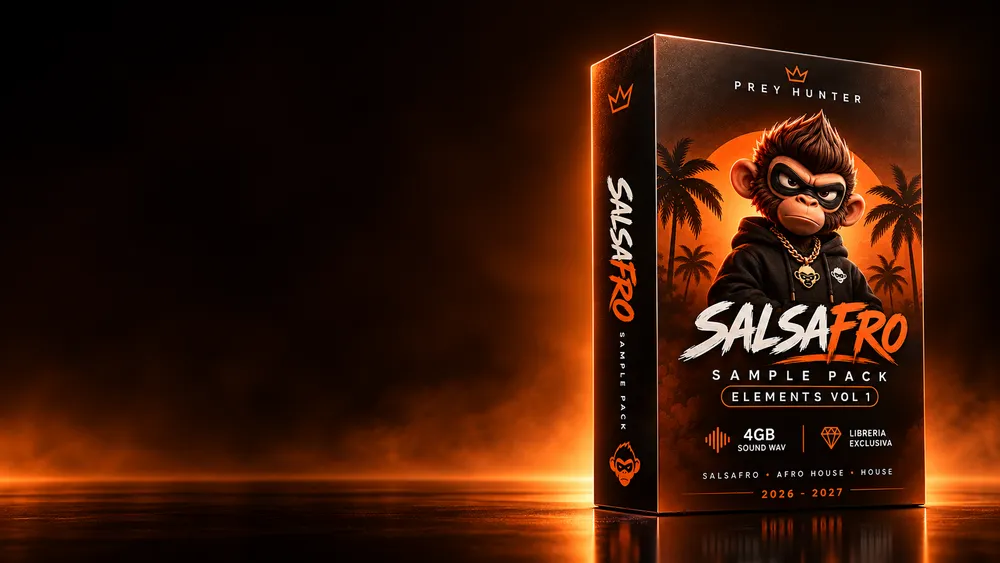 SALSAFRO
SAMPLE PACK
PREY HUNTER
SALSAFRO
SAMPLE PACK
ELEMENTS VOL 1
4GB
SOUND WAV
LIBRERIA
EXCLUSIVA
SALSAFRO • AFRO HOUSE • HOUSE
2026 - 2027